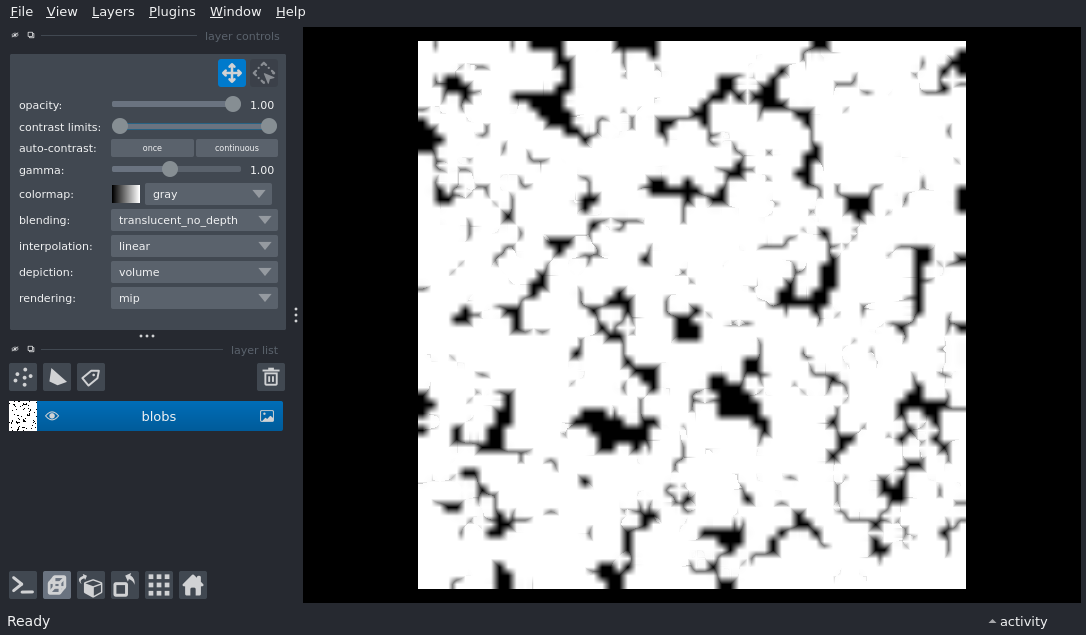 File View Layers Plugins Window Help
layer controls
opacity: 1.00
contrast limits:
auto-contrast: once continuous
gamma: 1.00
colormap: gray
blending: translucent_no_depth
interpolation: linear
depiction: volume
rendering: mip
layer list
blobs
Ready activity